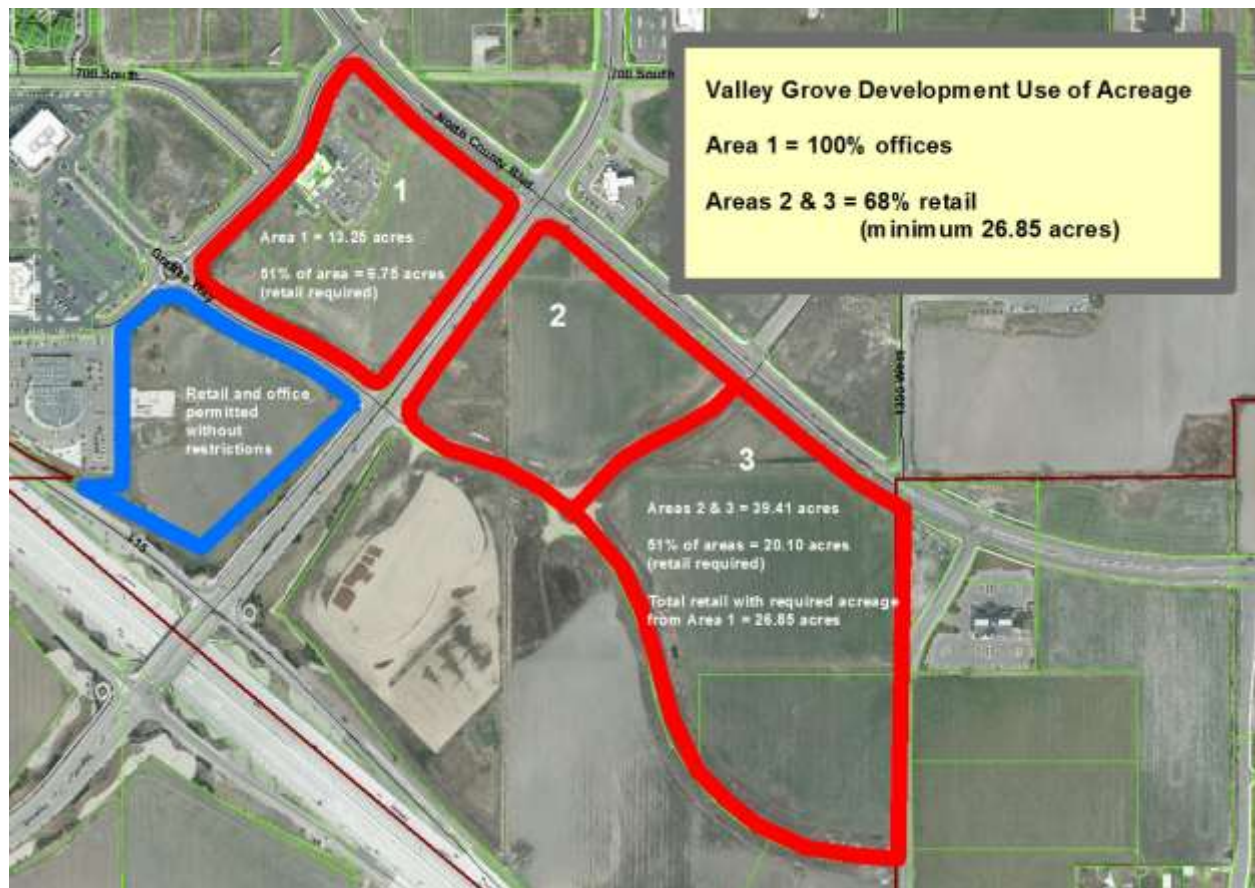 Valley Grove Development Use of Acreage
Area 1 = 100% offices
Areas 2 & 3 = 68% retail
(minimum 26.85 acres)
700 South
700 South
North County Blvd
1
Area 1 = 13.25 acres
51% of area = 6.75 acres
(retail required)
Way
2
1300 West
Retail and office
permitted
without
restrictions
3
Areas 2 & 3 = 39.41 acres
51% of areas = 20.10 acres
(retail required)
Total retail with required acreage
from Area 1 = 26.85 acres
I-15